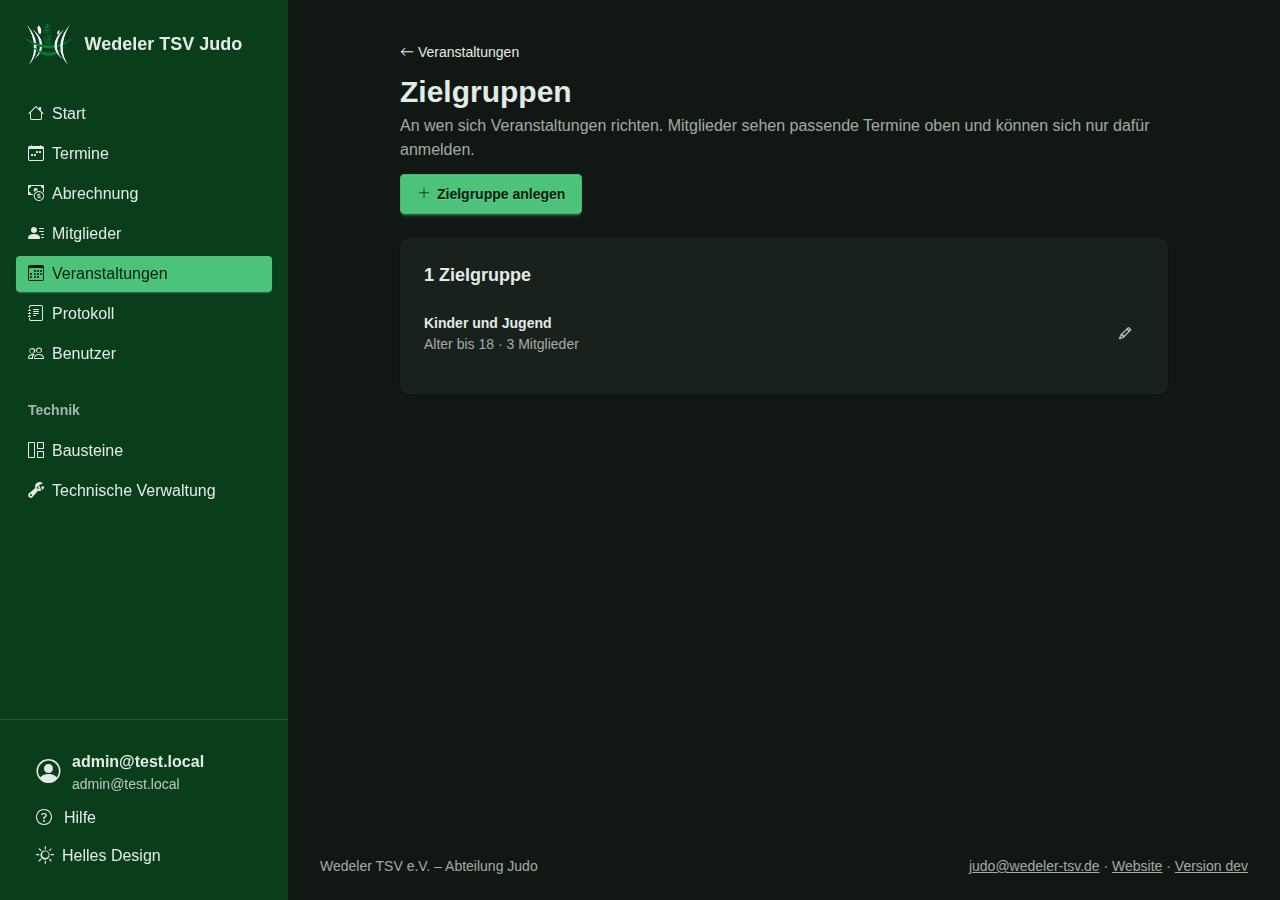 Wedeler TSV Judo
Start
Termine
Abrechnung
Mitglieder
Veranstaltungen
Protokoll
Benutzer
Technik
Bausteine
Technische Verwaltung
admin@test.local
admin@test.local
Hilfe
Helles Design
← Veranstaltungen
Zielgruppen
An wen sich Veranstaltungen richten. Mitglieder sehen passende Termine oben und können sich nur dafür
anmelden.
+ Zielgruppe anlegen
1 Zielgruppe
Kinder und Jugend
Alter bis 18 · 3 Mitglieder
Wedeler TSV e.V. – Abteilung Judo
judo@wedeler-tsv.de · Website · Version dev